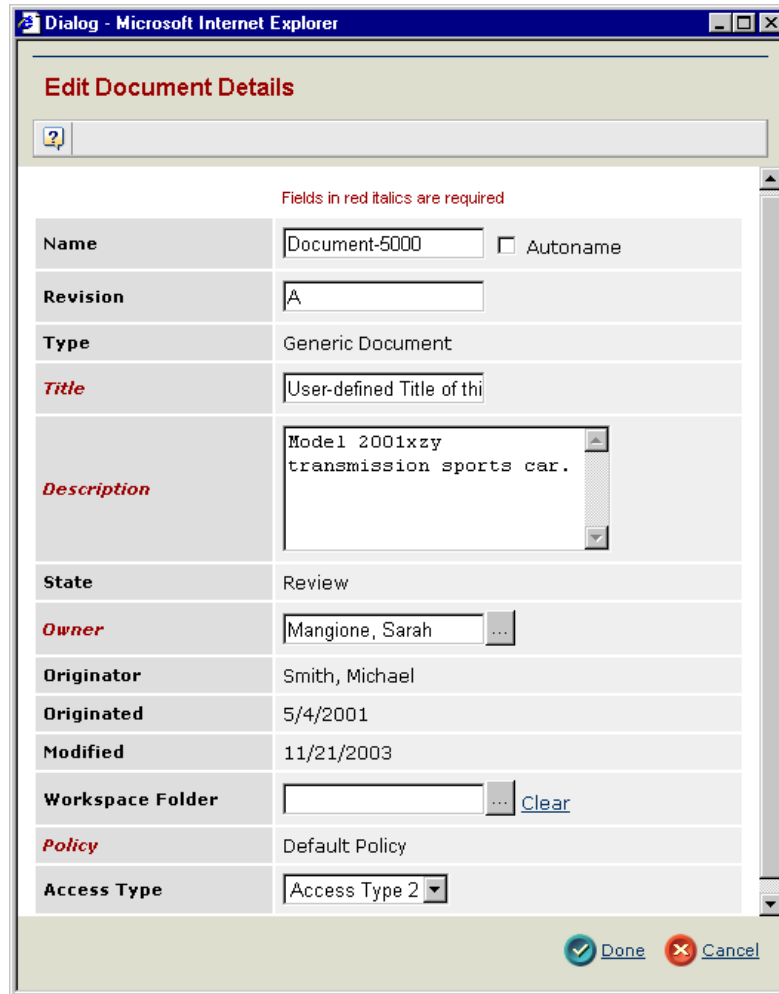 Dialog - Microsoft Internet Explorer
Edit Document Details
Fields in red italics are required
Name Document-5000 Autoname
Revision A
Type Generic Document
Title User-defined Title of thi
Description Model 2001xzy
transmission sports car.
State Review
Owner Mangione, Sarah ...
Originator Smith, Michael
Originated 5/4/2001
Modified 11/21/2003
Workspace Folder ... Clear
Policy Default Policy
Access Type Access Type 2
Done Cancel